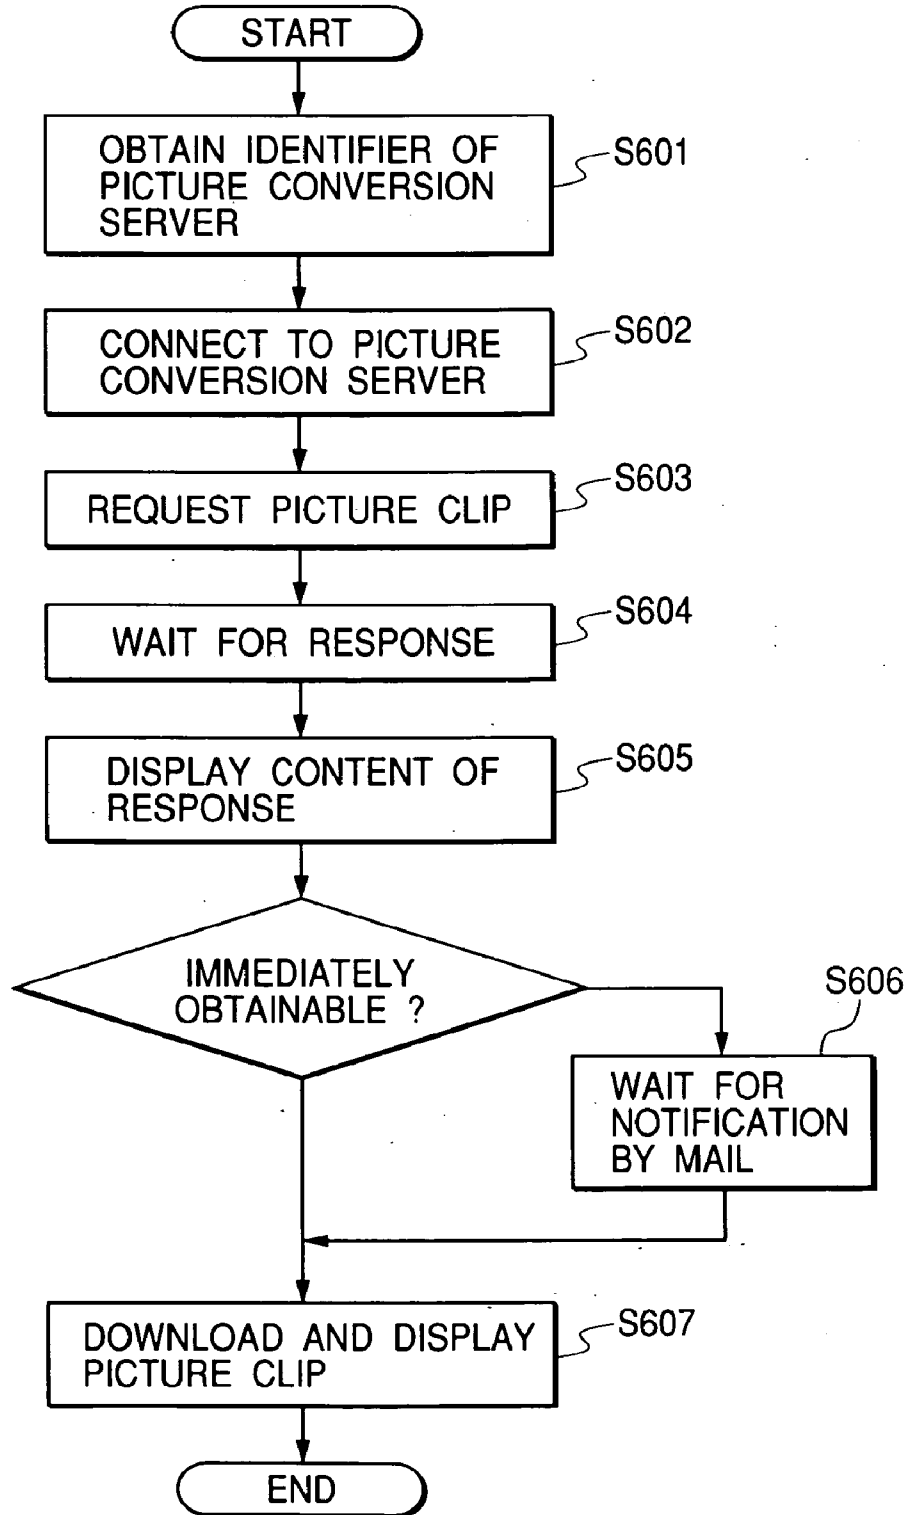 START
OBTAIN IDENTIFIER OF
PICTURE CONVERSION
SERVER
S601
CONNECT TO PICTURE
CONVERSION SERVER
S602
REQUEST PICTURE CLIP
S603
WAIT FOR RESPONSE
S604
DISPLAY CONTENT OF
RESPONSE
S605
IMMEDIATELY
OBTAINABLE ?
S606
WAIT FOR
NOTIFICATION
BY MAIL
DOWNLOAD AND DISPLAY
PICTURE CLIP
S607
END